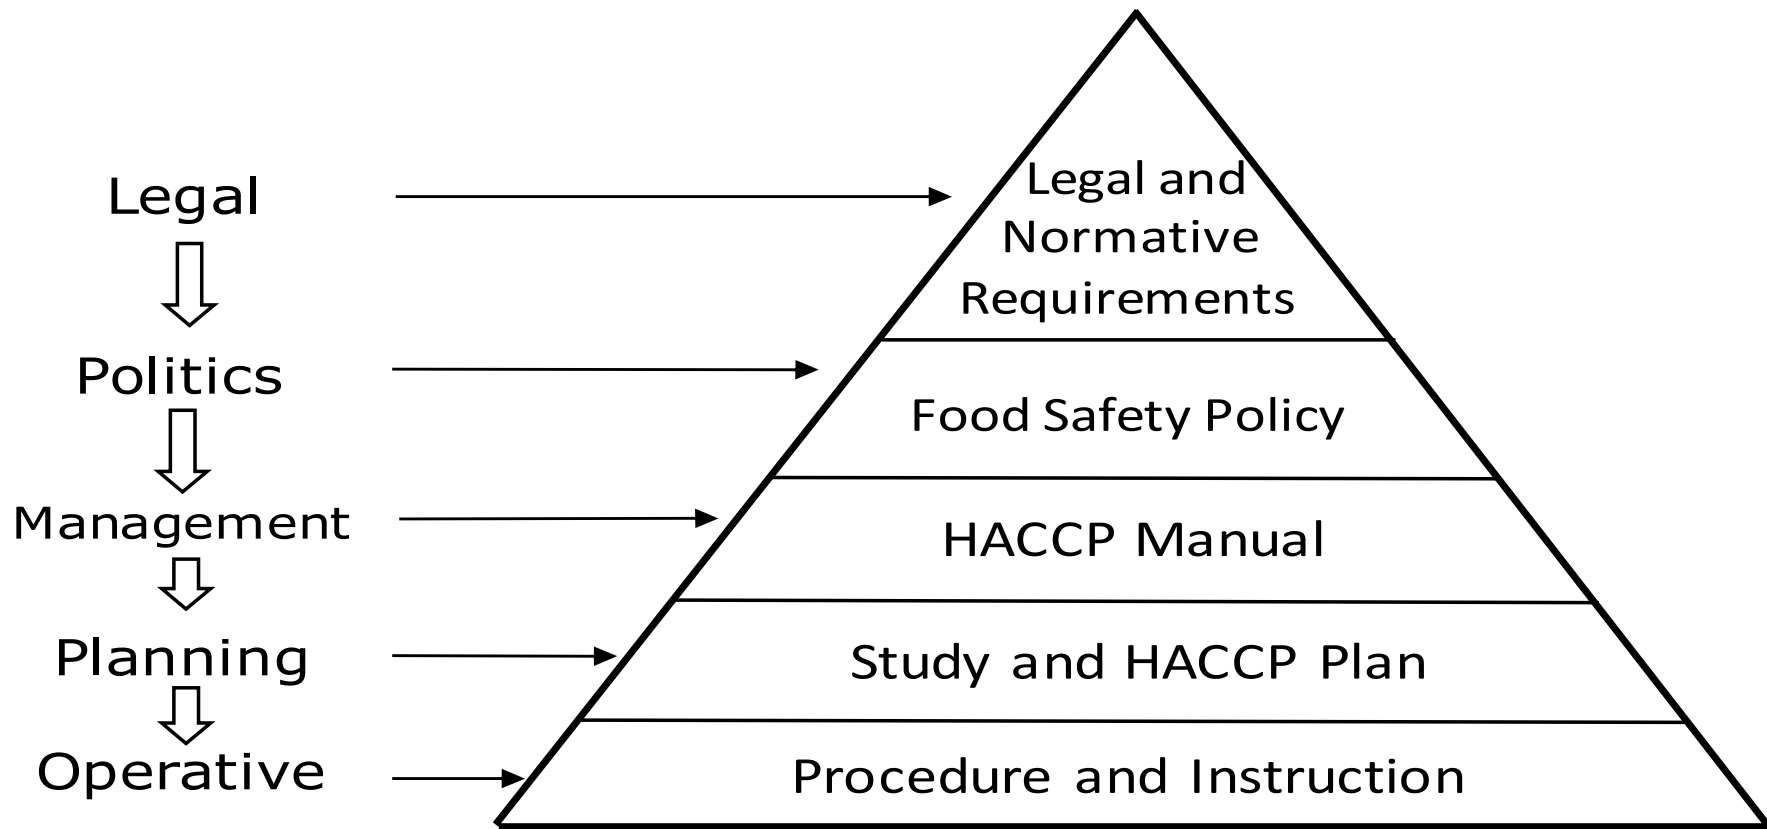 Legal
Legal and
Normative
Requirements
Politics
Food Safety Policy
Management
HACCP Manual
Planning
Study and HACCP Plan
Operative
Procedure and Instruction